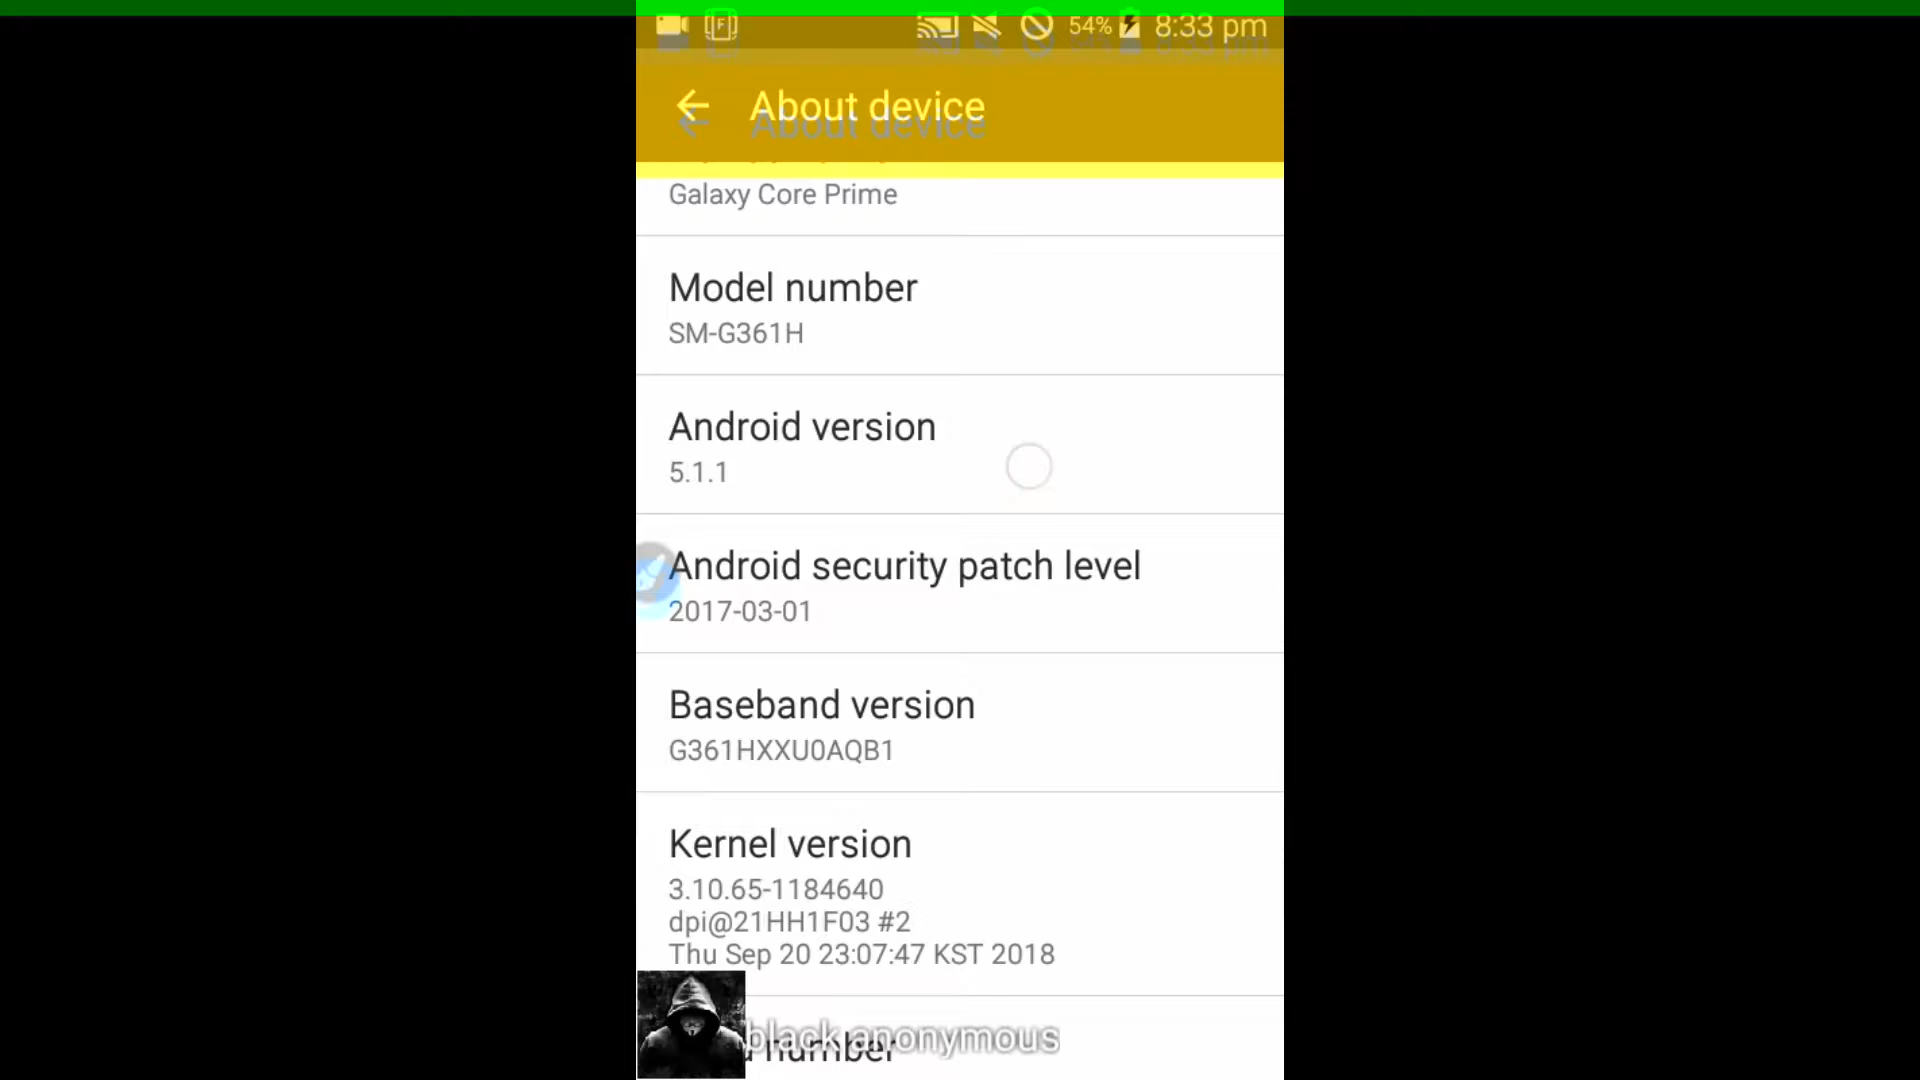 54% 8:33 pm
About device
Galaxy Core Prime
Model number
SM-G361H
Android version
5.1.1
Android security patch level
2017-03-01
Baseband version
G361HXXU0AQB1
Kernel version
3.10.65-1184640
dpi@21HH1F03 #2
Thu Sep 20 23:07:47 KST 2018
number
black anonymous